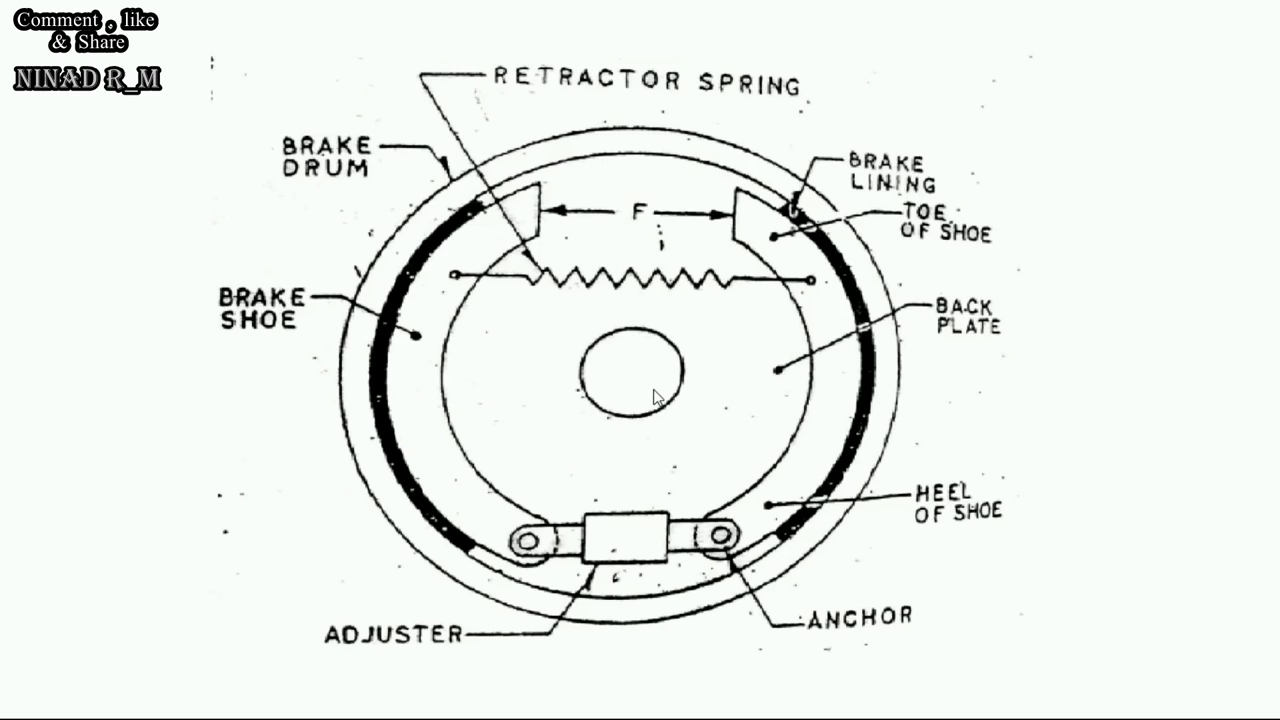 Comment , like
& Share
NINAD R_M
RETRACTOR SPRING
BRAKE
DRUM
BRAKE
LINING
TOE
OF SHOE
F
BRAKE
SHOE
BACK
PLATE
HEEL
OF SHOE
ADJUSTER
ANCHOR